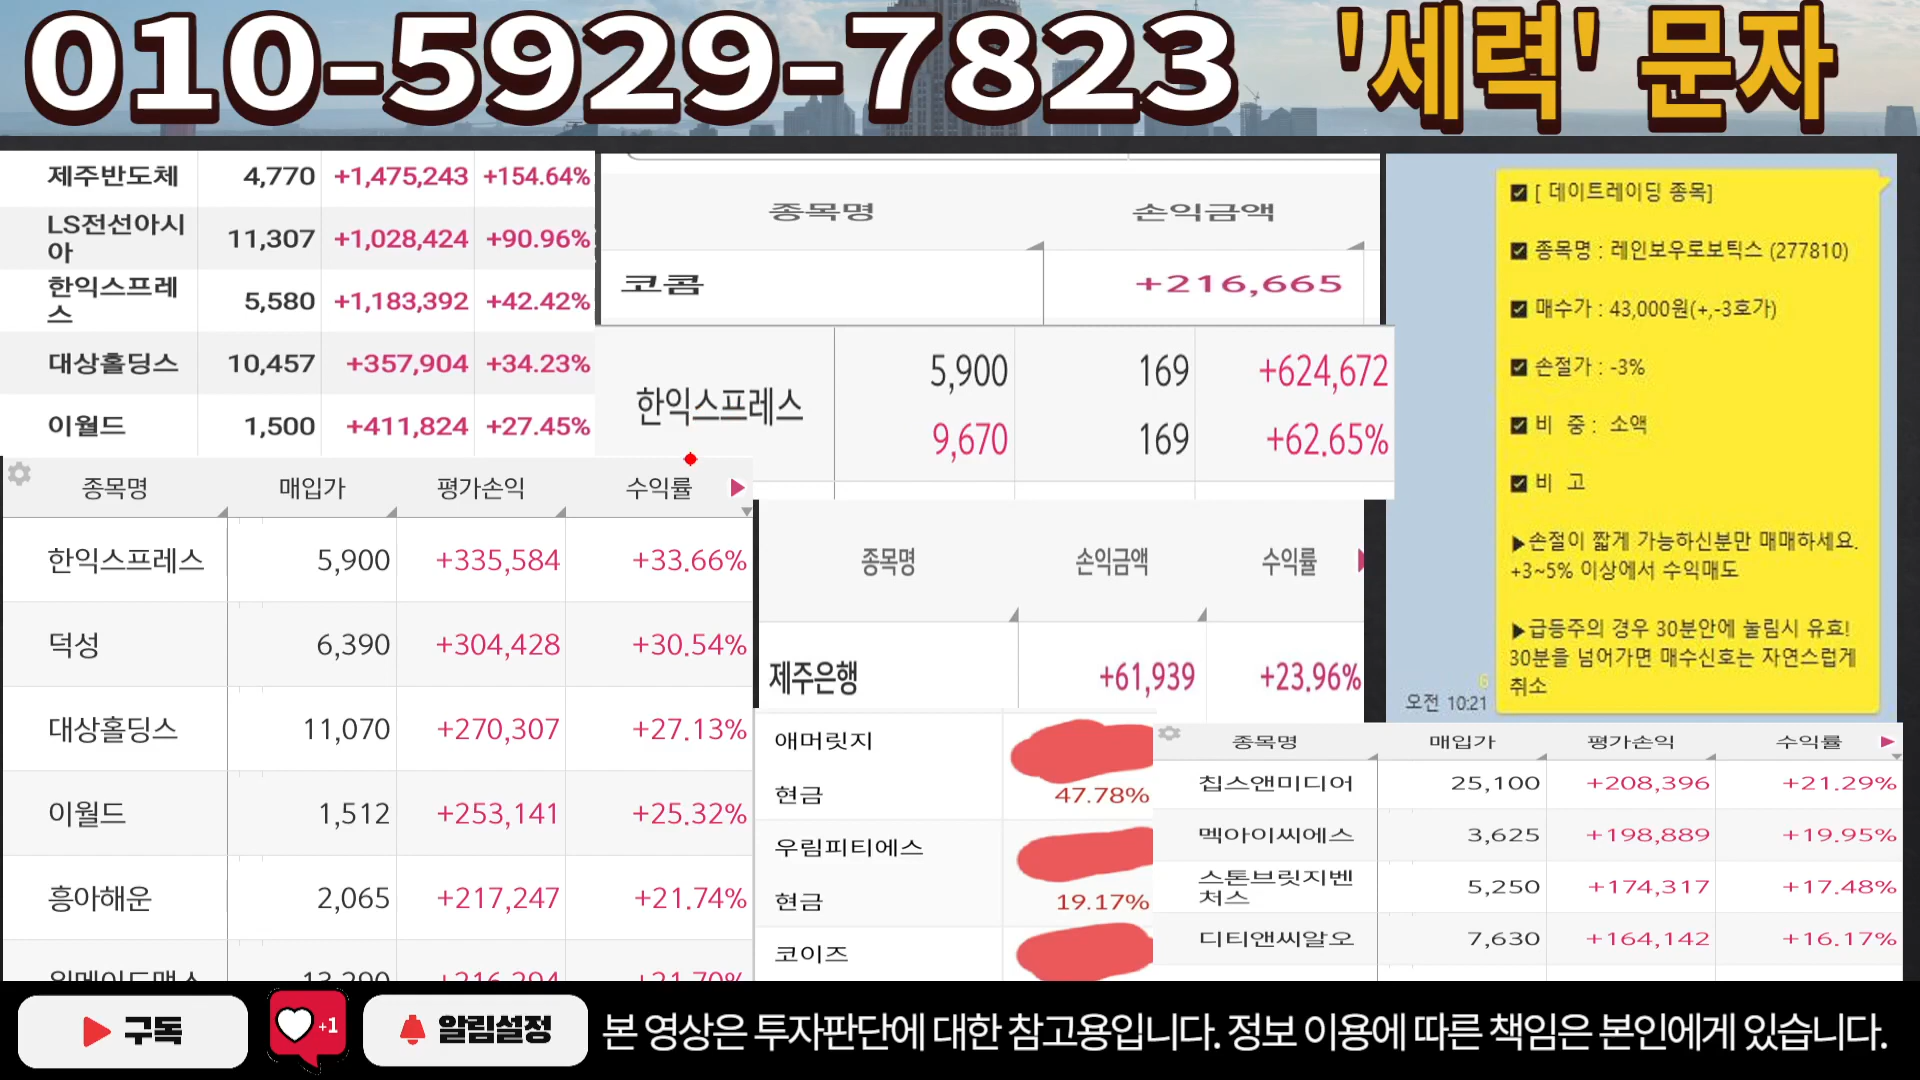 010-5929-7823 '세력' 문자
제주반도체 4,770 +1,475,243 +154.64%
LS전선아시아 11,307 +1,028,424 +90.96%
한익스프레스 5,580 +1,183,392 +42.42%
대상홀딩스 10,457 +357,904 +34.23%
이월드 1,500 +411,824 +27.45%
종목명 손익금액
코콤 +216,665
한익스프레스 5,900 169 +624,672
9,670 169 +62.65%
종목명 매입가 평가손익 수익률
한익스프레스 5,900 +335,584 +33.66%
덕성 6,390 +304,428 +30.54%
대상홀딩스 11,070 +270,307 +27.13%
이월드 1,512 +253,141 +25.32%
흥아해운 2,065 +217,247 +21.74%
종목명 손익금액 수익률
제주은행 +61,939 +23.96%
애머릿지
현금 47.78%
우림피티에스
현금 19.17%
코이즈
[ 데이트레이딩 종목]
종목명 : 레인보우로보틱스 (277810)
매수가 : 43,000원(+,-3호가)
손절가 : -3%
비 중 : 소액
비 고
▶손절이 짧게 가능하신분만 매매하세요.
+3~5% 이상에서 수익매도
▶급등주의 경우 30분안에 눌림시 유효!
30분을 넘어가면 매수신호는 자연스럽게
취소
6
오전 10:21
종목명 매입가 평가손익 수익률
칩스앤미디어 25,100 +208,396 +21.29%
멕아이씨에스 3,625 +198,889 +19.95%
스톤브릿지벤처스 5,250 +174,317 +17.48%
디티앤씨알오 7,630 +164,142 +16.17%
구독 +1 알림설정 본 영상은 투자판단에 대한 참고용입니다. 정보 이용에 따른 책임은 본인에게 있습니다.